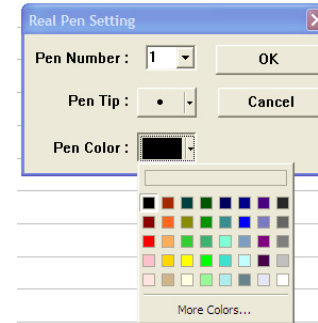 Real Pen Setting
Pen Number : 1
OK
Pen Tip :
Cancel
Pen Color :
More Colors...